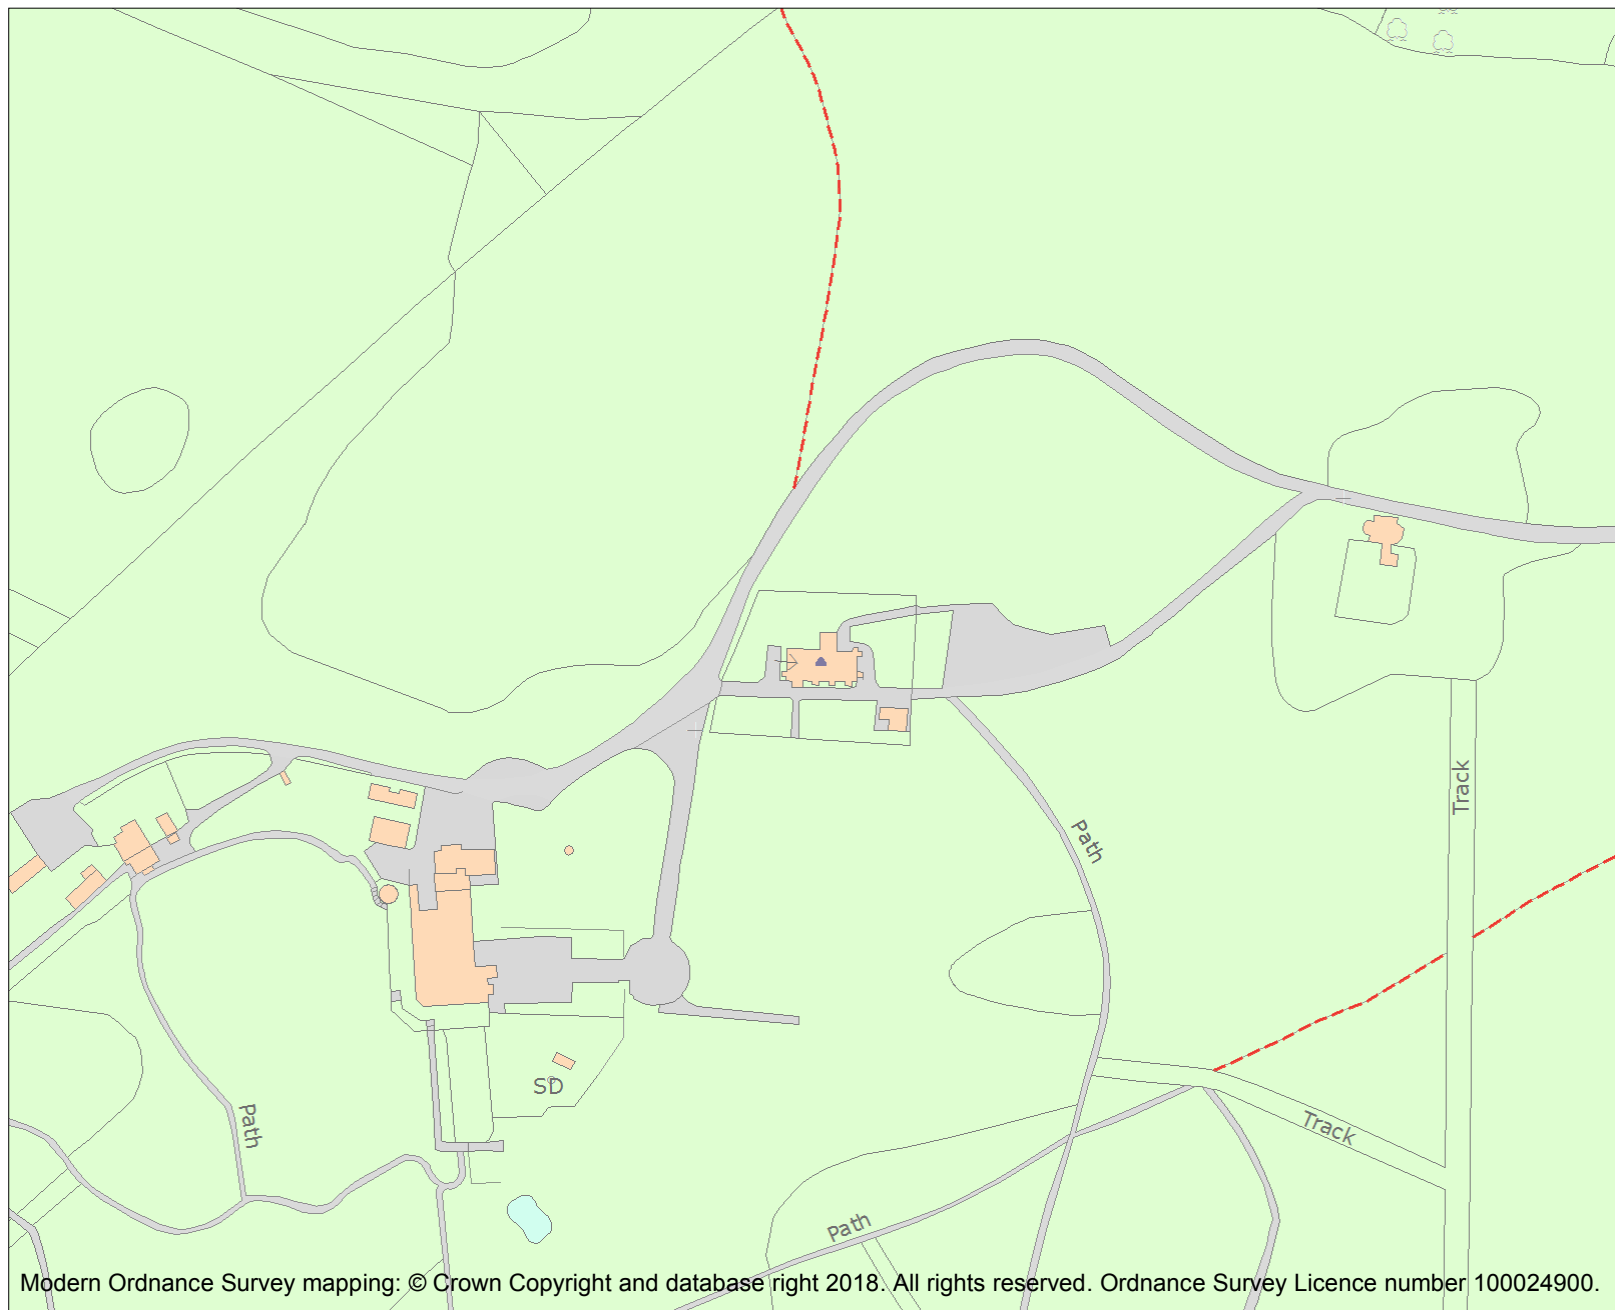 Track
Path
SD
Path
Track
Path
Modern Ordnance Survey mapping: © Crown Copyright and database right 2018. All rights reserved. Ordnance Survey Licence number 100024900.